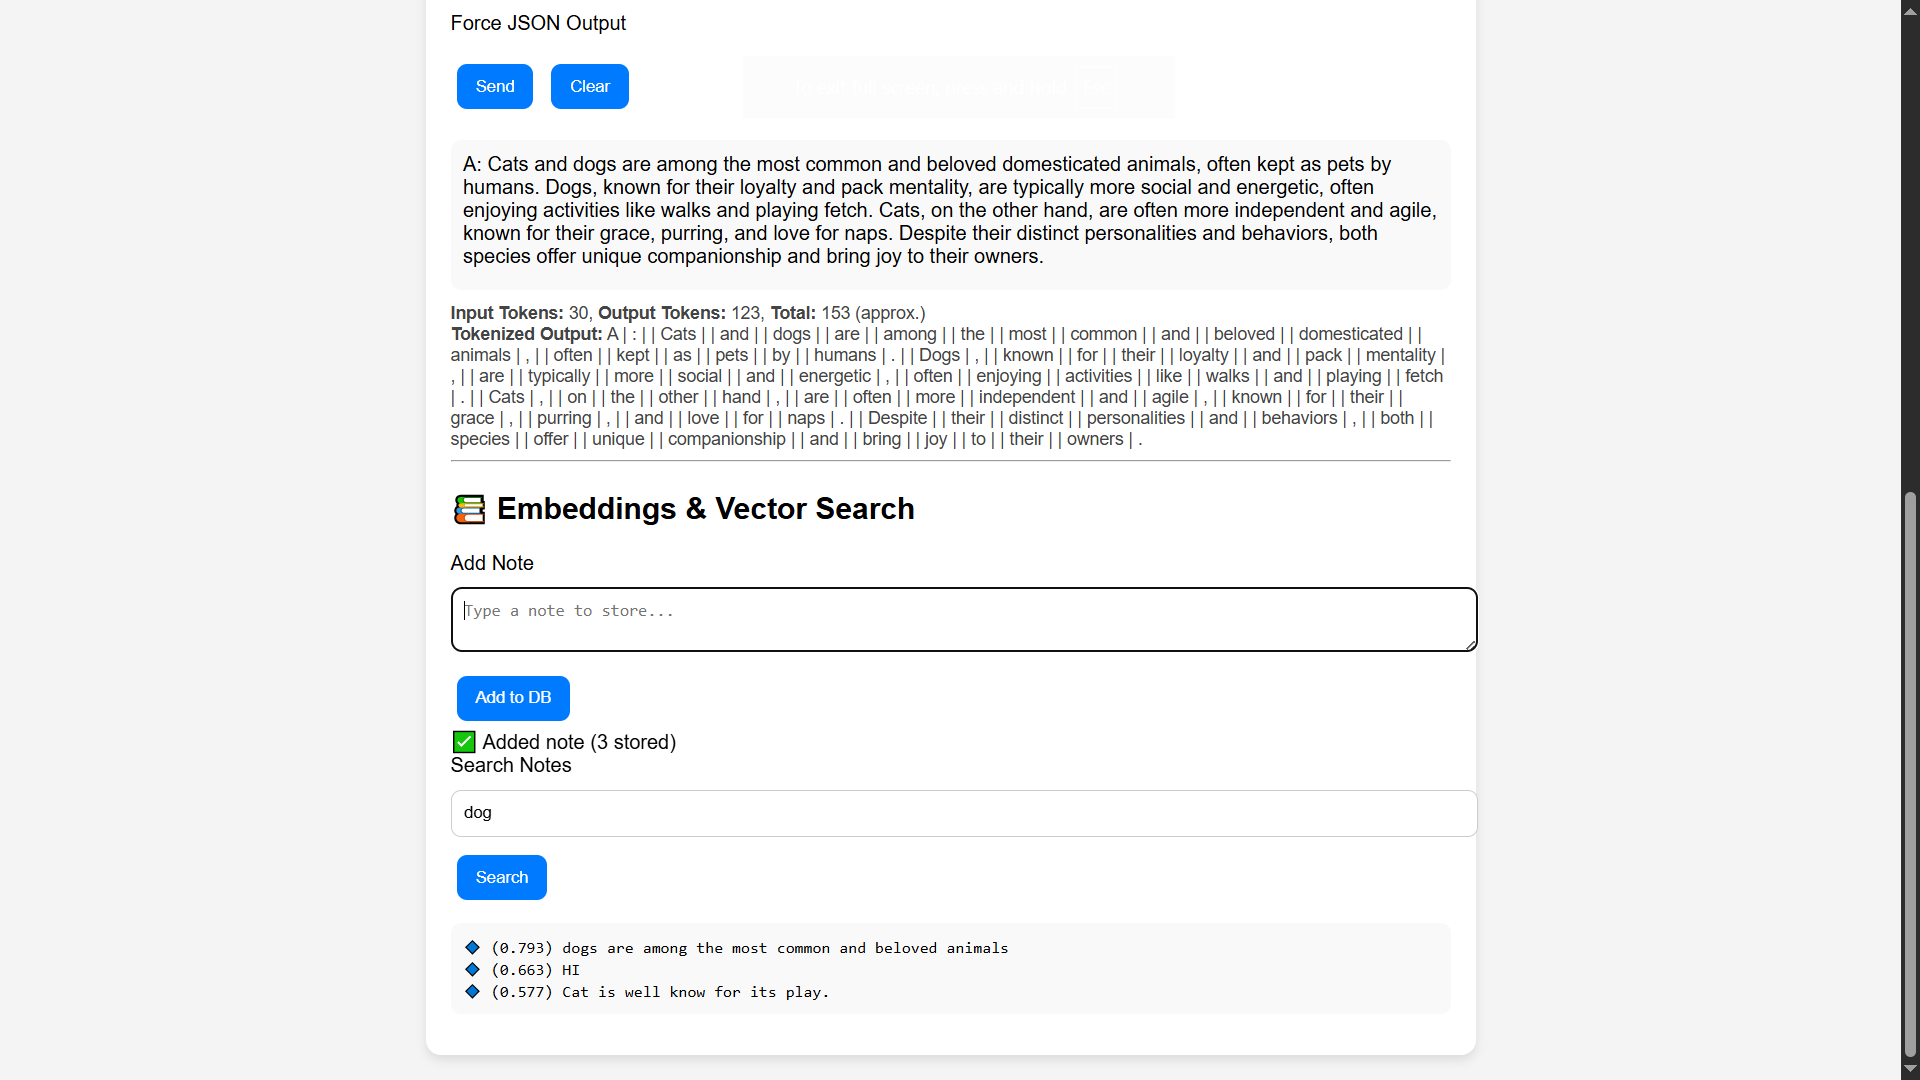 Force JSON Output
Send Clear
A: Cats and dogs are among the most common and beloved domesticated animals, often kept as pets by
humans. Dogs, known for their loyalty and pack mentality, are typically more social and energetic, often
enjoying activities like walks and playing fetch. Cats, on the other hand, are often more independent and agile,
known for their grace, purring, and love for naps. Despite their distinct personalities and behaviors, both
species offer unique companionship and bring joy to their owners.
Input Tokens: 30, Output Tokens: 123, Total: 153 (approx.)
Tokenized Output: A | : | | Cats | | and | | dogs | | are | | among | | the | | most | | common | | and | | beloved | | domesticated | |
animals | , | | often | | kept | | as | | pets | | by | | humans | . | | Dogs | , | | known | | for | | their | | loyalty | | and | | pack | | mentality |
, | | are | | typically | | more | | social | | and | | energetic | , | | often | | enjoying | | activities | | like | | walks | | and | | playing | | fetch
| . | | Cats | , | | on | | the | | other | | hand | , | | are | | often | | more | | independent | | and | | agile | , | | known | | for | | their | |
grace | , | | purring | , | | and | | love | | for | | naps | . | | Despite | | their | | distinct | | personalities | | and | | behaviors | , | | both | |
species | | offer | | unique | | companionship | | and | | bring | | joy | | to | | their | | owners | .
Embeddings & Vector Search
Add Note
Type a note to store...
Add to DB
Added note (3 stored)
Search Notes
dog
Search
(0.793) dogs are among the most common and beloved animals
(0.663) HI
(0.577) Cat is well know for its play.